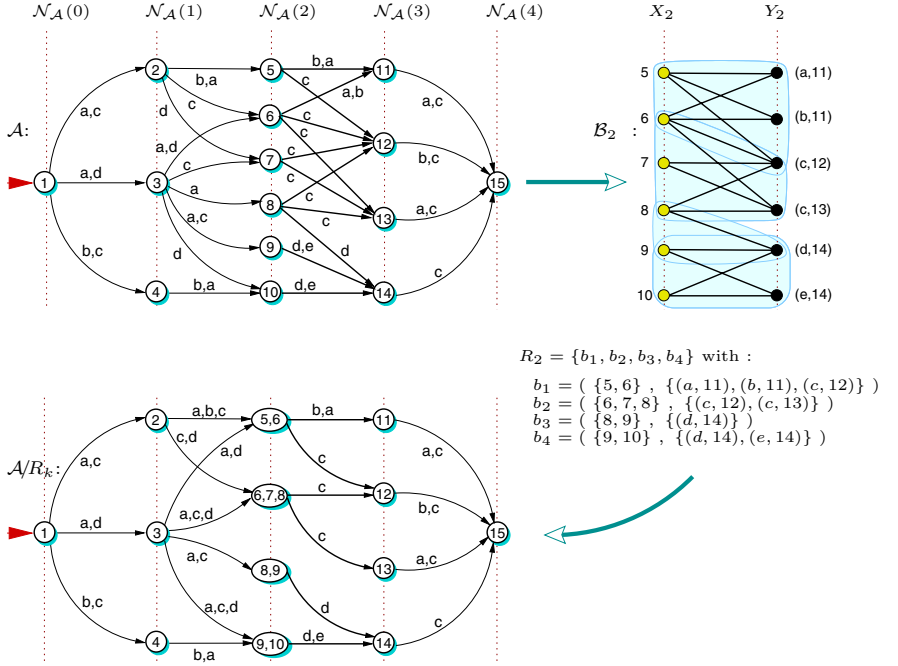 𝒩_𝒜(0) 𝒩_𝒜(1) 𝒩_𝒜(2) 𝒩_𝒜(3) 𝒩_𝒜(4) X_2 Y_2
𝒜:
1 2 3 4 5 6 7 8 9 10 11 12 13 14 15
a,c
a,d
b,c
b,a
c
d
a,d
c
a
a,c
d
b,a
b,a
c
a,b
c
c
c
c
c
c
d
d,e
d,e
a,c
b,c
a,c
c
ℬ_2 :
5 (a,11)
6 (b,11)
7 (c,12)
8 (c,13)
9 (d,14)
10 (e,14)
R_2 = {b_1, b_2, b_3, b_4} with :
b_1 = ( {5, 6} , {(a, 11), (b, 11), (c, 12)} )
b_2 = ( {6, 7, 8} , {(c, 12), (c, 13)} )
b_3 = ( {8, 9} , {(d, 14)} )
b_4 = ( {9, 10} , {(d, 14), (e, 14)} )
𝒜/R_k:
1 2 3 4 5,6 6,7,8 8,9 9,10 11 12 13 14 15
a,c
a,d
b,c
a,b,c
c,d
a,d
a,c,d
a,c
a,c,d
b,a
b,a
c
c
c
d
d,e
a,c
b,c
a,c
c